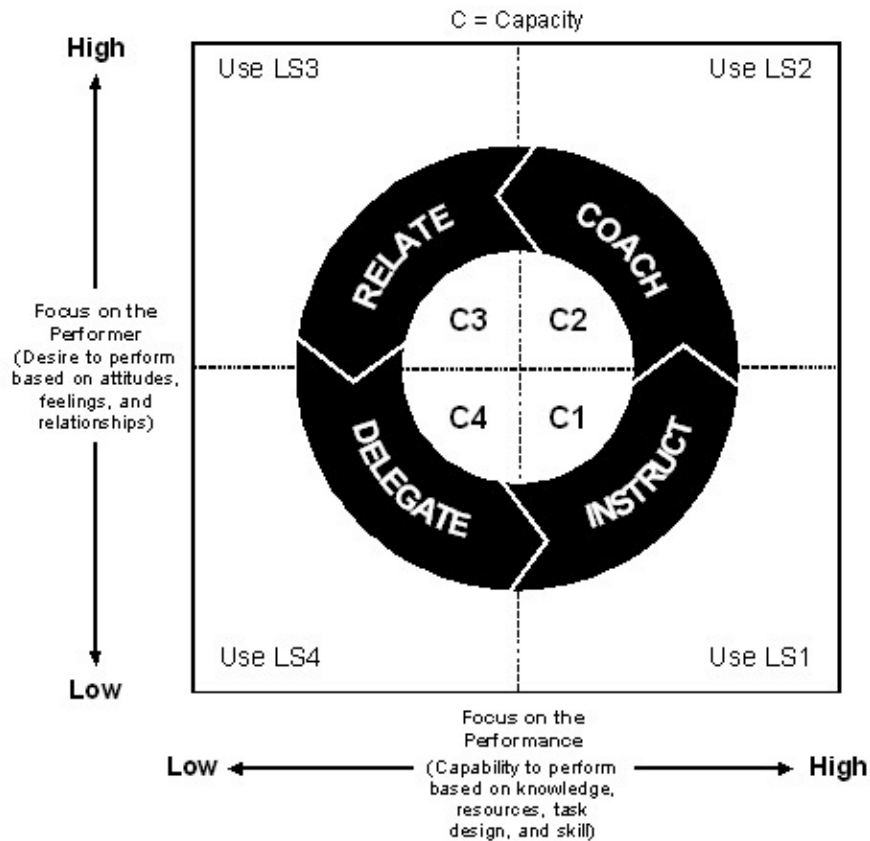 C = Capacity
High
Use LS3
Use LS2
RELATE
COACH
C3
C2
Focus on the
Performer
(Desire to perform
based on attitudes,
feelings, and
relationships)
C4
C1
DELEGATE
INSTRUCT
Use LS4
Use LS1
Low
Focus on the
Performance
Low
High
(Capability to perform
based on knowledge,
resources, task
design, and skill)